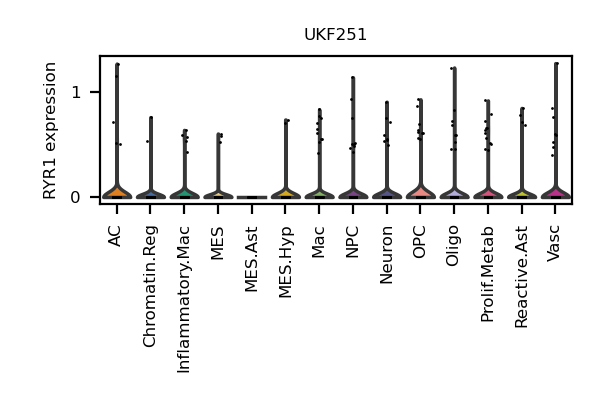 UKF251
RYR1 expression
1
0
AC
Chromatin.Reg
Inflammatory.Mac
MES
MES.Ast
MES.Hyp
Mac
NPC
Neuron
OPC
Oligo
Prolif.Metab
Reactive.Ast
Vasc